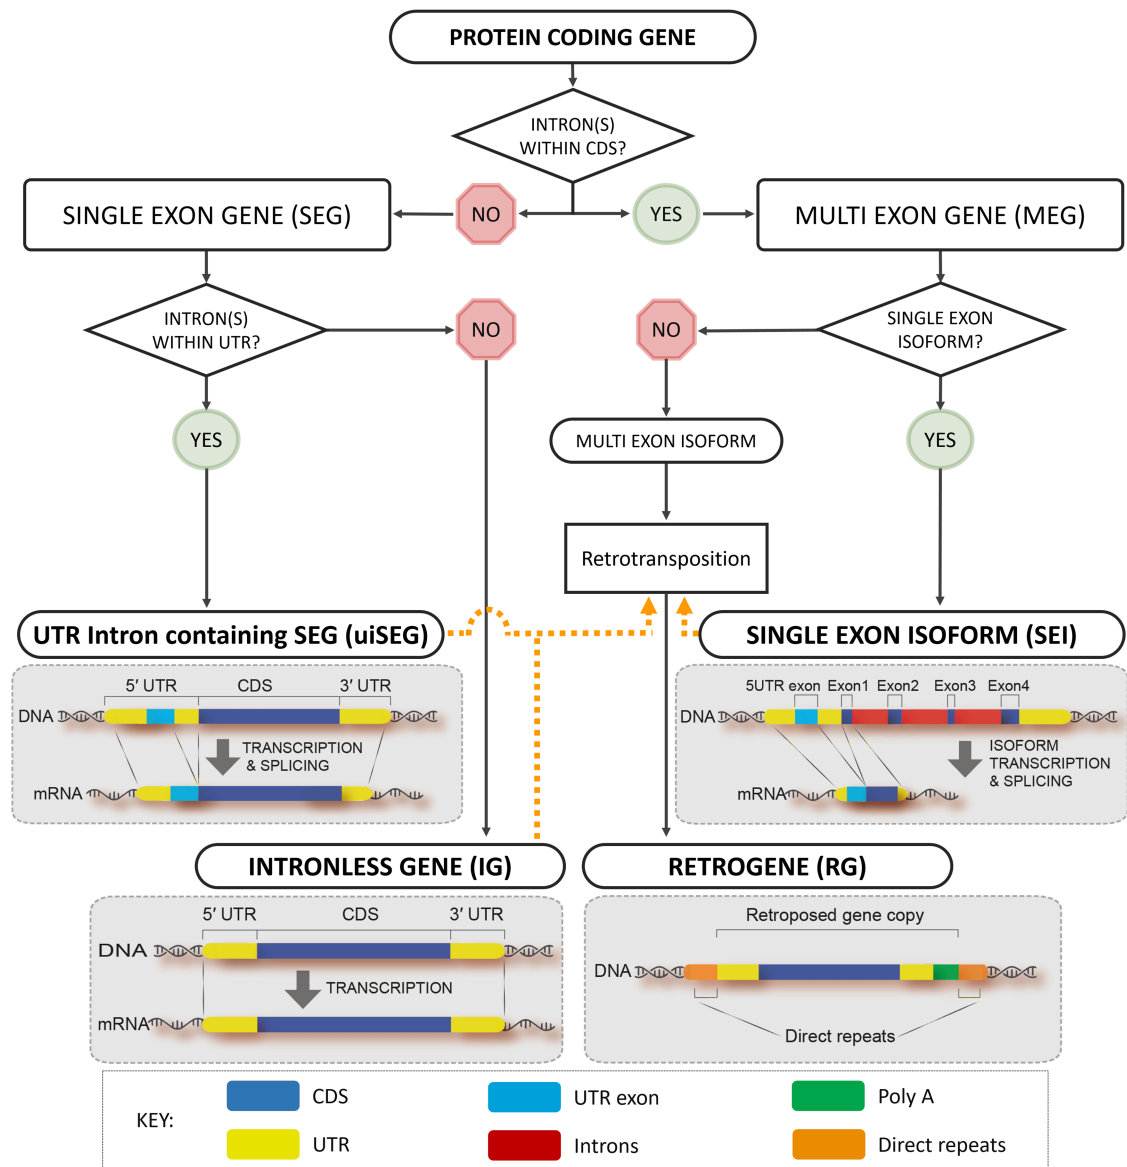 PROTEIN CODING GENE
INTRON(S)
WITHIN CDS?
SINGLE EXON GENE (SEG)
NO
YES
MULTI EXON GENE (MEG)
INTRON(S)
WITHIN UTR?
NO
NO
SINGLE EXON
ISOFORM?
YES
MULTI EXON ISOFORM
YES
Retrotransposition
UTR Intron containing SEG (uiSEG)
SINGLE EXON ISOFORM (SEI)
5′ UTR CDS 3′ UTR
DNA
TRANSCRIPTION
& SPLICING
mRNA
5UTR exon Exon1 Exon2 Exon3 Exon4
DNA
ISOFORM
TRANSCRIPTION
& SPLICING
mRNA
INTRONLESS GENE (IG)
RETROGENE (RG)
5′ UTR CDS 3′ UTR
DNA
TRANSCRIPTION
mRNA
Retroposed gene copy
DNA
Direct repeats
KEY:
CDS
UTR exon
Poly A
UTR
Introns
Direct repeats